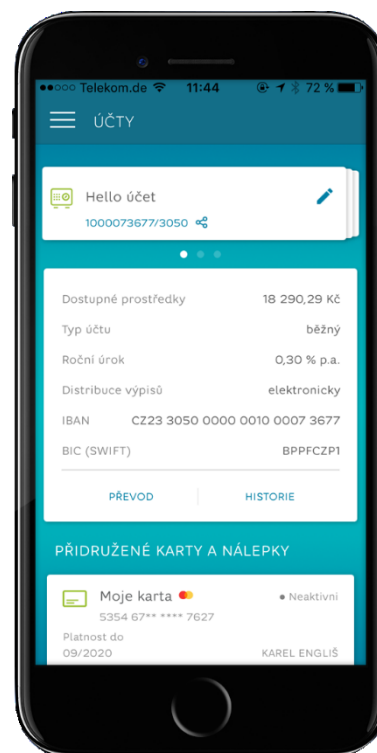 Telekom.de 11:44 72 %
ÚČTY
Hello účet
1000073677/3050
Dostupné prostředky 18 290,29 Kč
Typ účtu běžný
Roční úrok 0,30 % p.a.
Distribuce výpisů elektronicky
IBAN CZ23 3050 0000 0010 0007 3677
BIC (SWIFT) BPPFCZP1
PŘEVOD HISTORIE
PŘIDRUŽENÉ KARTY A NÁLEPKY
Moje karta • Neaktivni
5354 67** **** 7627
Platnost do
09/2020 KAREL ENGLIŠ